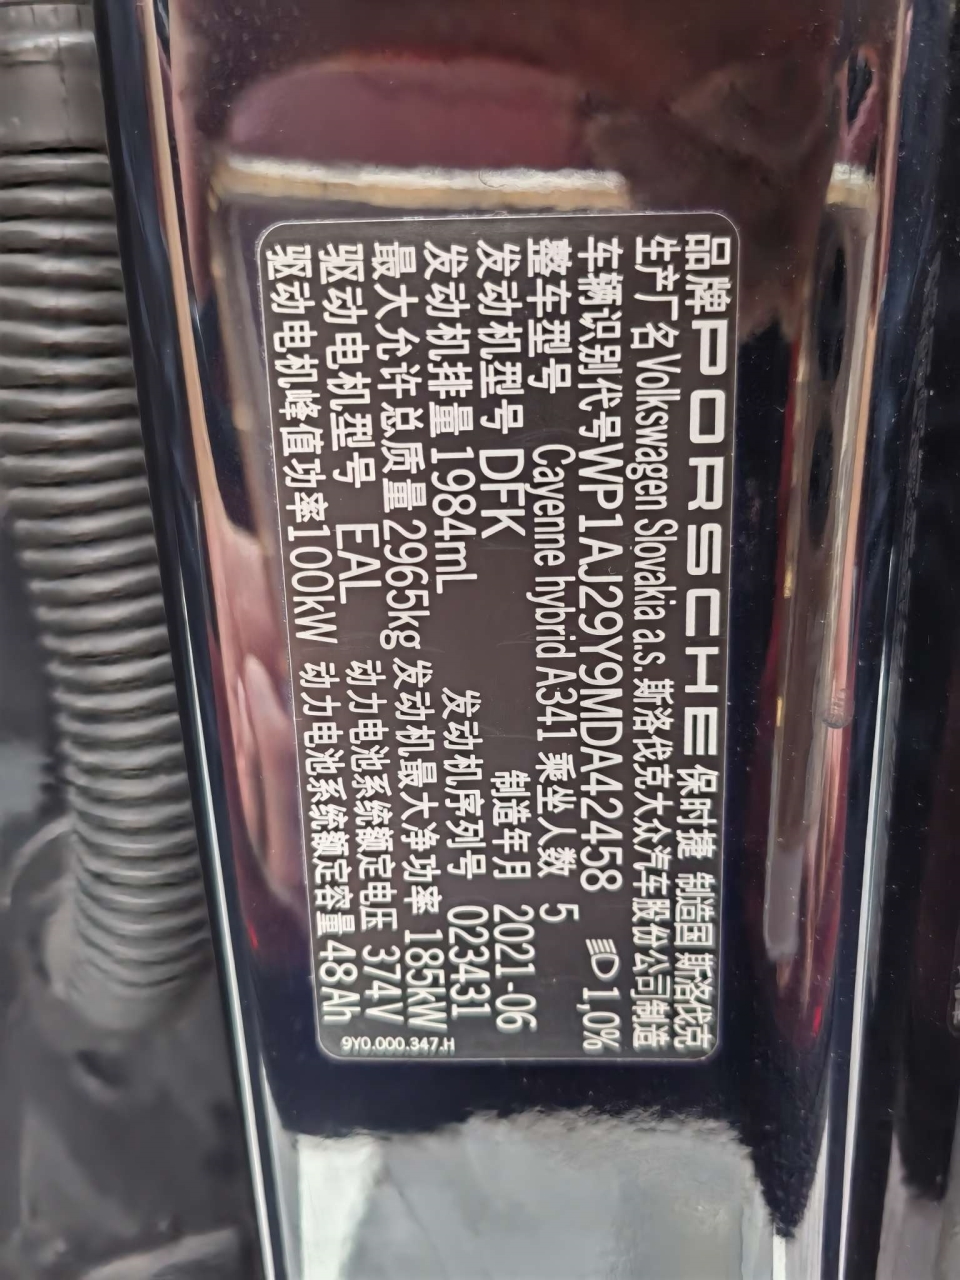 品牌 PORSCHE 保时捷 制造国 斯洛伐克
生产厂名 Volkswagen Slovakia a.s. 斯洛伐克大众汽车股份公司制造
车辆识别代号 WP1AJ29Y9MDA42458 1,0%
整车型号 Cayenne hybrid A341 乘坐人数 5
发动机型号 DFK 制造年月 2021-06
发动机排量 1984mL 发动机序列号 023431
最大允许总质量 2965kg 发动机最大净功率 185kW
驱动电机型号 EAL 动力电池系统额定电压 374V
驱动电机峰值功率 100kW 动力电池系统额定容量 48Ah
9Y0.000.347.H